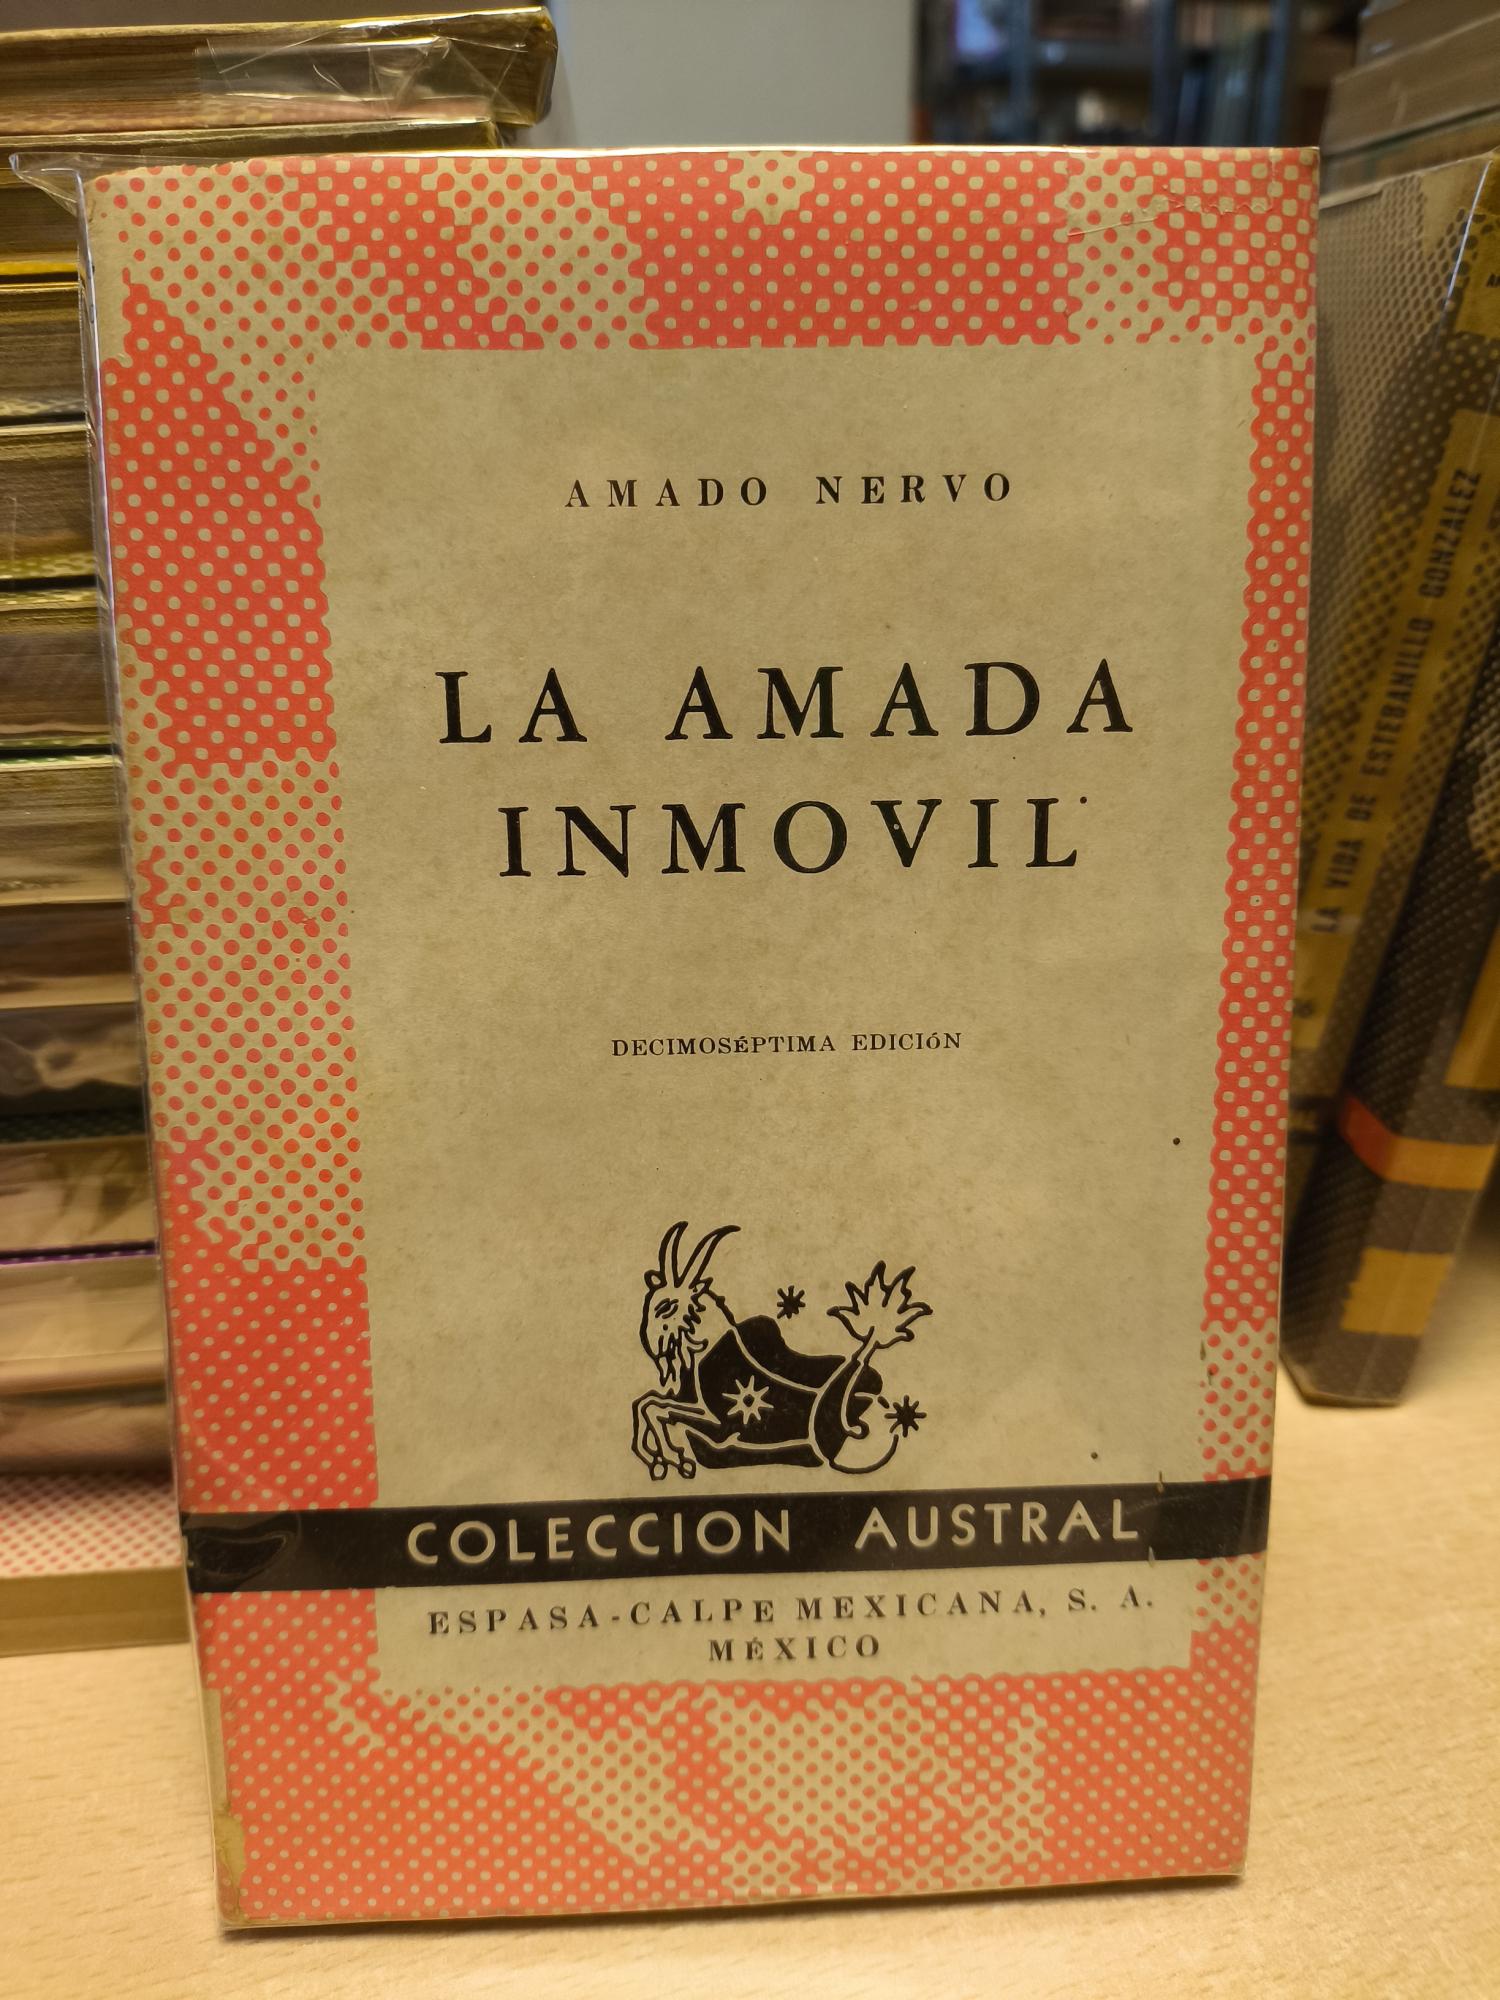 AMADO NERVO
LA AMADA
INMOVIL
DECIMOSÉPTIMA EDICIóN
COLECCION AUSTRAL
ESPASA-CALPE MEXICANA, S. A.
MÉXICO
LA VIDA DE ESTEBANILLO GONZALEZ